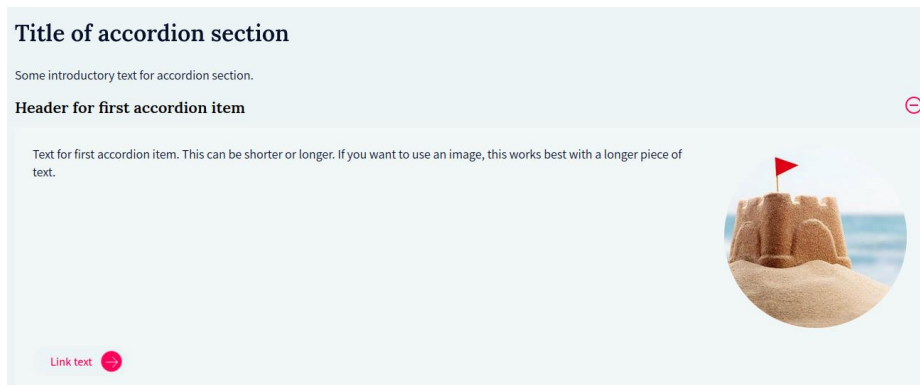 Title of accordion section
Some introductory text for accordion section.
Header for first accordion item
Text for first accordion item. This can be shorter or longer. If you want to use an image, this works best with a longer piece of
text.
Link text